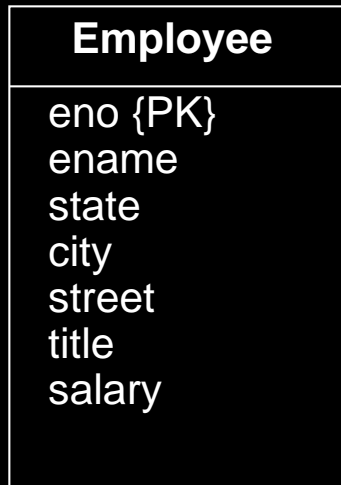 Employee
eno {PK}
ename
state
city
street
title
salary